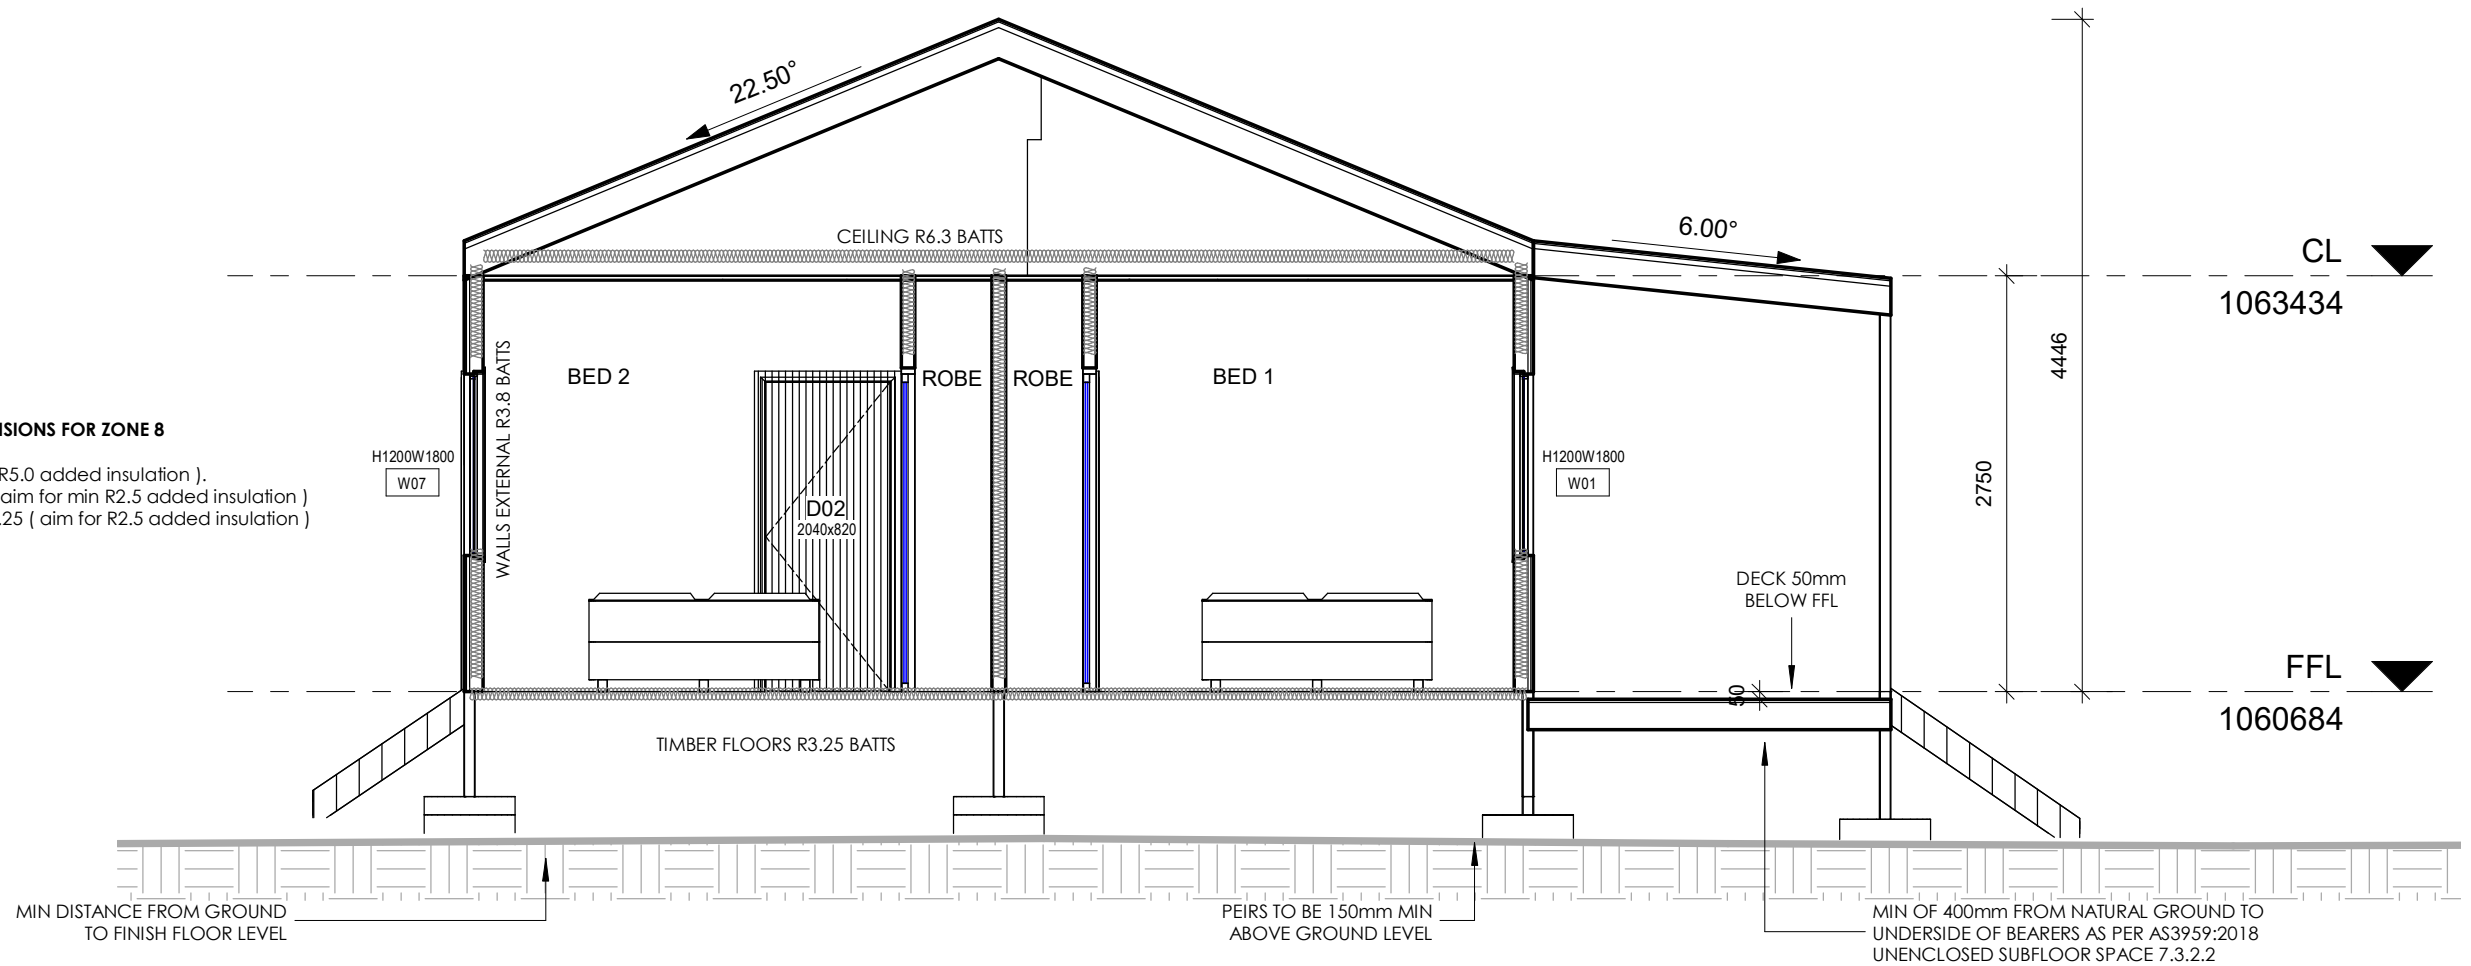 22.50°
6.00°
CEILING R6.3 BATTS
CL
1063434
4446
2750
BED 2
ROBE
ROBE
BED 1
WALLS EXTERNAL R3.8 BATTS
SIONS FOR ZONE 8
R5.0 added insulation ).
aim for min R2.5 added insulation )
.25 ( aim for R2.5 added insulation )
H1200W1800
W07
D02
2040x820
H1200W1800
W01
DECK 50mm
BELOW FFL
50
FFL
1060684
TIMBER FLOORS R3.25 BATTS
MIN DISTANCE FROM GROUND
TO FINISH FLOOR LEVEL
PEIRS TO BE 150mm MIN
ABOVE GROUND LEVEL
MIN OF 400mm FROM NATURAL GROUND TO
UNDERSIDE OF BEARERS AS PER AS3959:2018
UNENCLOSED SUBFLOOR SPACE 7.3.2.2